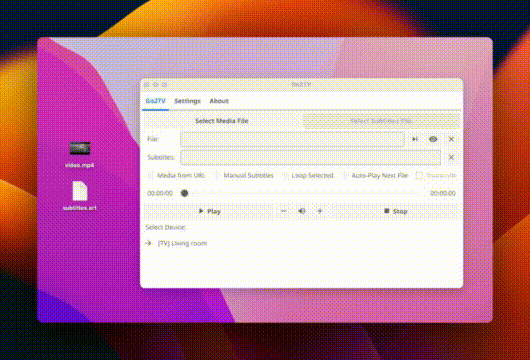 Go2TV
Go2TV Settings About
Select Media File Select Subtitles File
File:
Subtitles:
Media from URL Manual Subtitles Loop Selected Auto-Play Next File Transcode
00:00:00 00:00:00
Play Stop
Select Device:
[TV] Living room
video.mp4
subtitles.srt